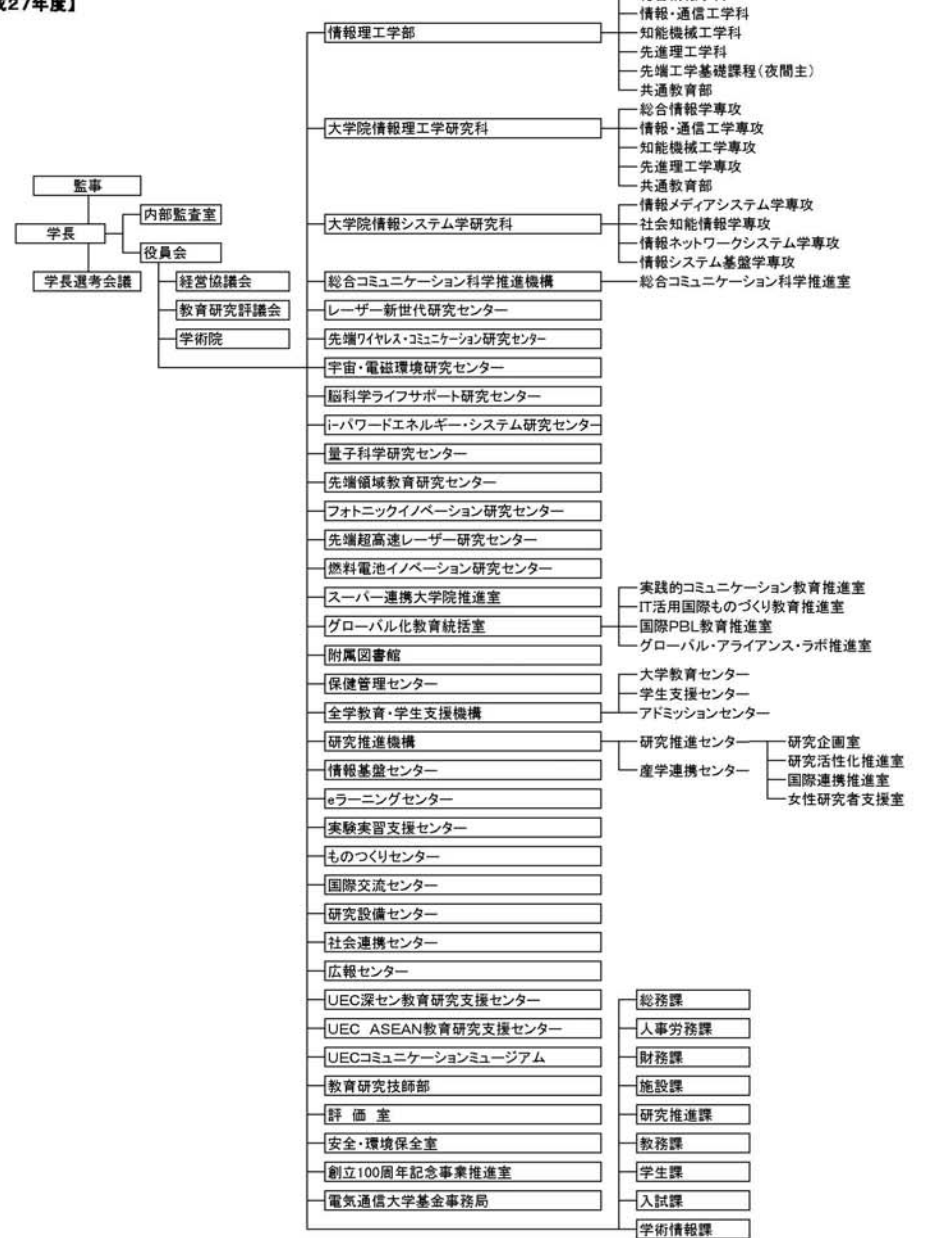 27年度】
情報・通信工学科
情報理工学部
知能機械工学科
先進理工学科
先端工学基礎課程(夜間主)
共通教育部
総合情報学専攻
大学院情報理工学研究科
情報・通信工学専攻
知能機械工学専攻
先進理工学専攻
共通教育部
監事
内部監査室
学長
役員会
学長選考会議
経営協議会
教育研究評議会
学術院
情報メディアシステム学専攻
大学院情報システム学研究科
社会知能情報学専攻
情報ネットワークシステム学専攻
情報システム基盤学専攻
総合コミュニケーション科学推進機構
総合コミュニケーション科学推進室
レーザー新世代研究センター
先端ワイヤレス・コミュニケーション研究センター
宇宙・電磁環境研究センター
脳科学ライフサポート研究センター
i-パワードエネルギー・システム研究センター
量子科学研究センター
先端領域教育研究センター
フォトニックイノベーション研究センター
先端超高速レーザー研究センター
燃料電池イノベーション研究センター
スーパー連携大学院推進室
グローバル化教育統括室
実践的コミュニケーション教育推進室
IT活用国際ものづくり教育推進室
国際PBL教育推進室
グローバル・アライアンス・ラボ推進室
附属図書館
保健管理センター
全学教育・学生支援機構
大学教育センター
学生支援センター
アドミッションセンター
研究推進機構
研究推進センター
研究企画室
研究活性化推進室
国際連携推進室
女性研究者支援室
産学連携センター
情報基盤センター
eラーニングセンター
実験実習支援センター
ものつくりセンター
国際交流センター
研究設備センター
社会連携センター
広報センター
UEC深セン教育研究支援センター
UEC ASEAN教育研究支援センター
UECコミュニケーションミュージアム
教育研究技師部
評 価 室
安全・環境保全室
創立100周年記念事業推進室
電気通信大学基金事務局
総務課
人事労務課
財務課
施設課
研究推進課
教務課
学生課
入試課
学術情報課